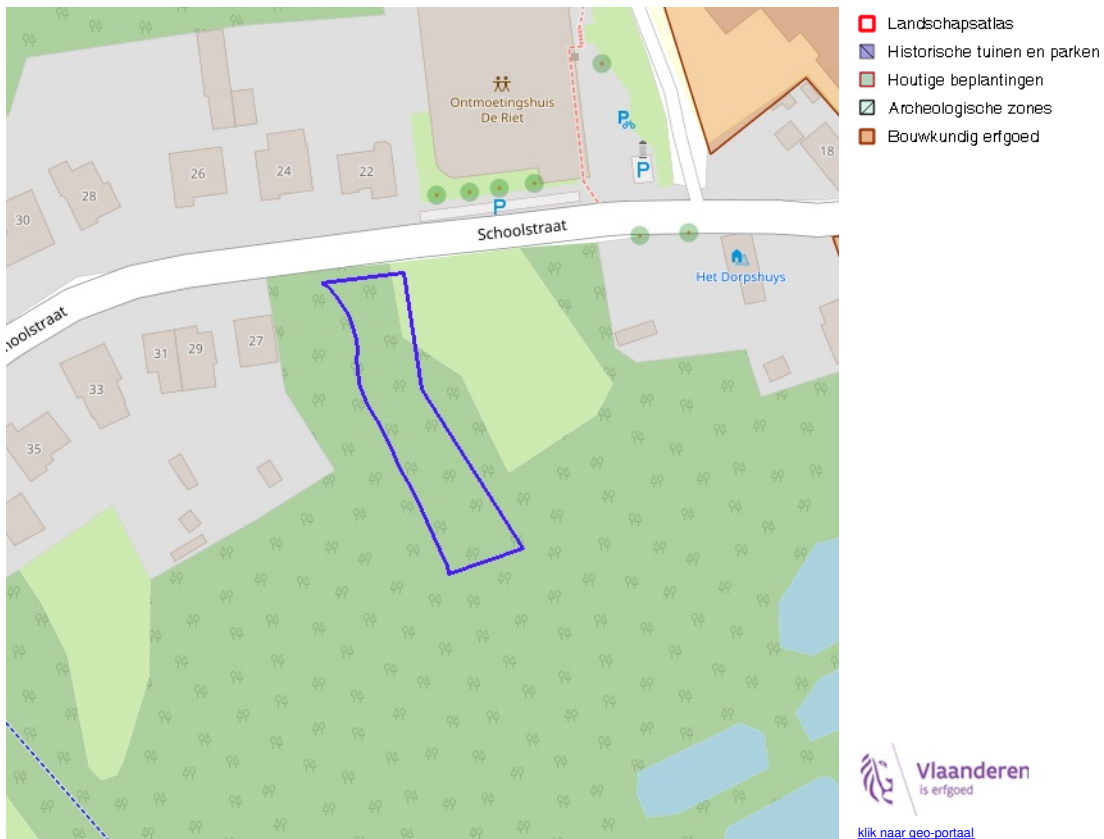 Ontmoetingshuis
De Riet
P
P
P
18
22
24
26
28
30
Schoolstraat
Het Dorpshuys
hoolstraat
27
29
31
33
35
Landschapsatlas
Historische tuinen en parken
Houtige beplantingen
Archeologische zones
Bouwkundig erfgoed
Vlaanderen
is erfgoed
klik naar geo-portaal